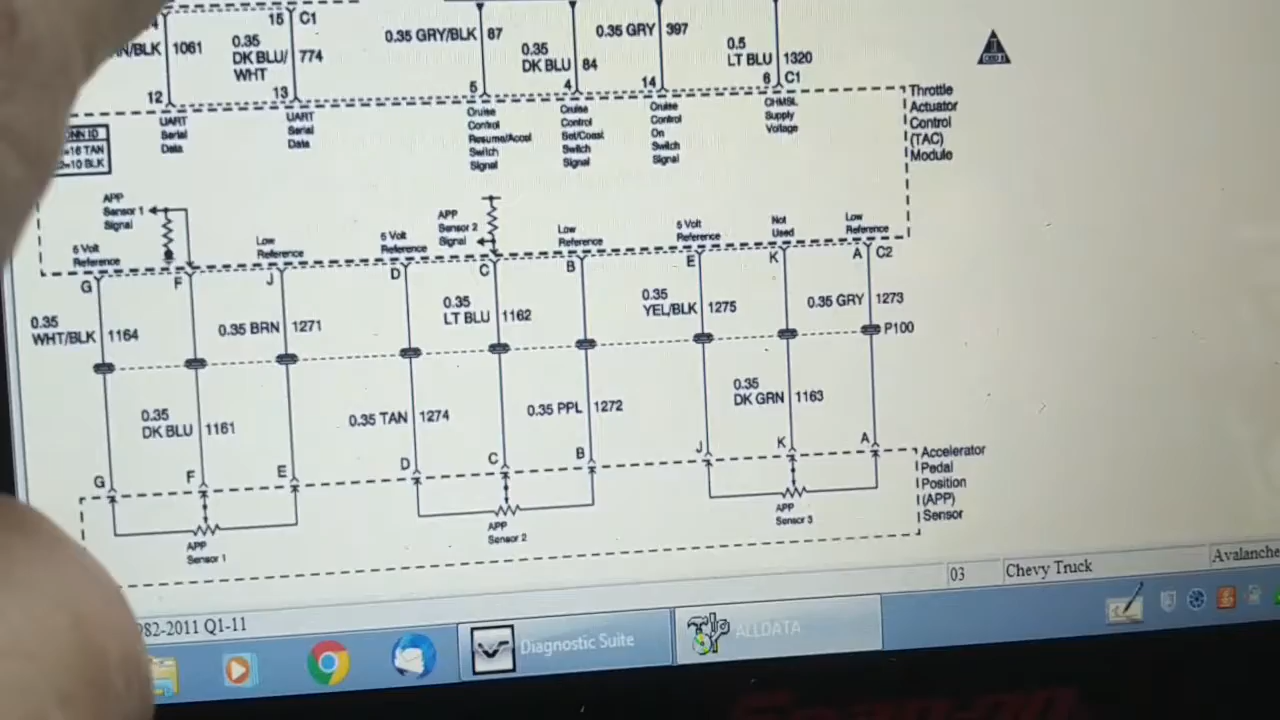 15 C1
/BLK 1061
0.35
DK BLU/
WHT
774
0.35 GRY/BLK 87
0.35
DK BLU 84
0.35 GRY 397
0.5
LT BLU 1320
12
13
5
4
14
6 C1
UART
Serial
Data
UART
Serial
Data
Cruise
Control
Resume/Accel
Switch
Signal
Cruise
Control
Set/Coast
Switch
Signal
Cruise
Control
On
Switch
Signal
CHMSL
Supply
Voltage
Throttle
Actuator
Control
(TAC)
Module
ID
=16 TAN
=10 BLK
APP
Sensor 1
Signal
5 Volt
Reference
Low
Reference
5 Volt
Reference
APP
Sensor 2
Signal
Low
Reference
5 Volt
Reference
Not
Used
Low
Reference
G
F
J
D
C
B
E
K
A C2
0.35
WHT/BLK 1164
0.35 BRN 1271
0.35
LT BLU 1162
0.35
YEL/BLK 1275
0.35 GRY 1273
P100
0.35
DK BLU 1161
0.35 TAN 1274
0.35 PPL 1272
0.35
DK GRN 1163
G
F
E
D
C
B
J
K
A
APP
Sensor 1
APP
Sensor 2
APP
Sensor 3
Accelerator
Pedal
Position
(APP)
Sensor
03 Chevy Truck Avalanche
82-2011 Q1-11
Diagnostic Suite
ALLDATA
Snap-on